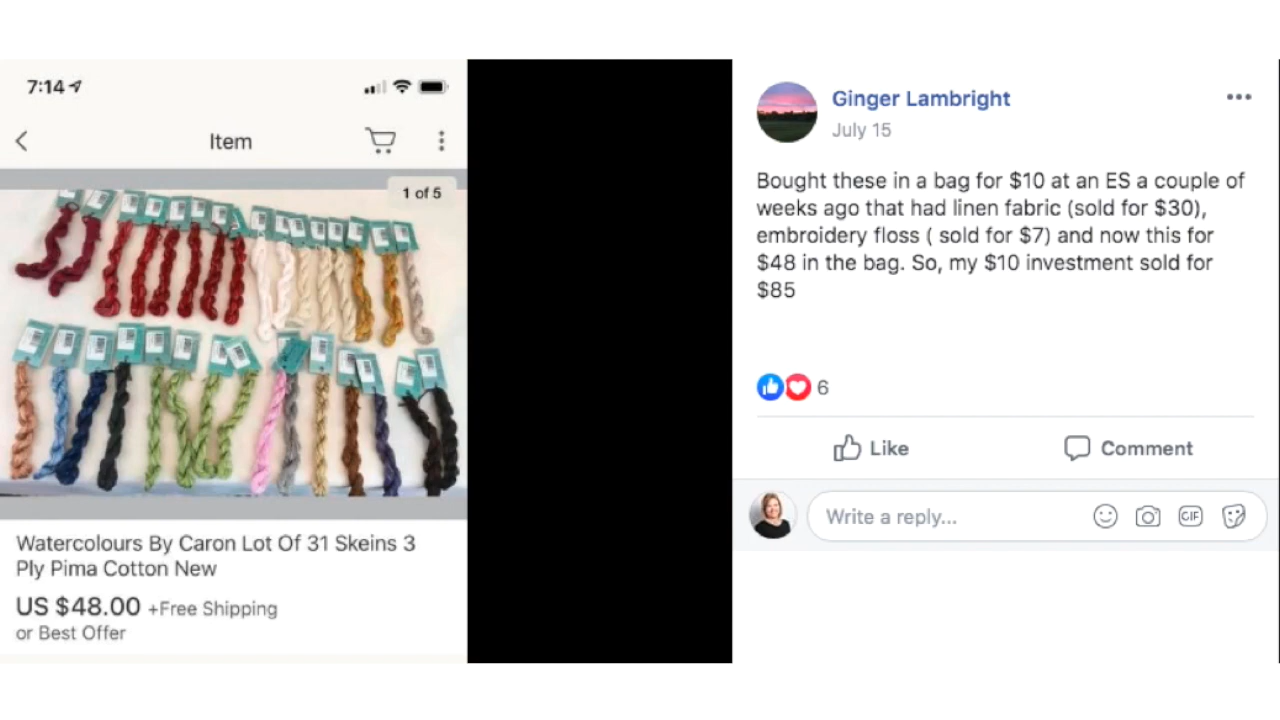 7:14
Item
1 of 5
Watercolours By Caron Lot Of 31 Skeins 3
Ply Pima Cotton New
US $48.00 +Free Shipping
or Best Offer
Ginger Lambright
July 15
Bought these in a bag for $10 at an ES a couple of
weeks ago that had linen fabric (sold for $30),
embroidery floss ( sold for $7) and now this for
$48 in the bag. So, my $10 investment sold for
$85
6
Like
Comment
Write a reply...
GIF